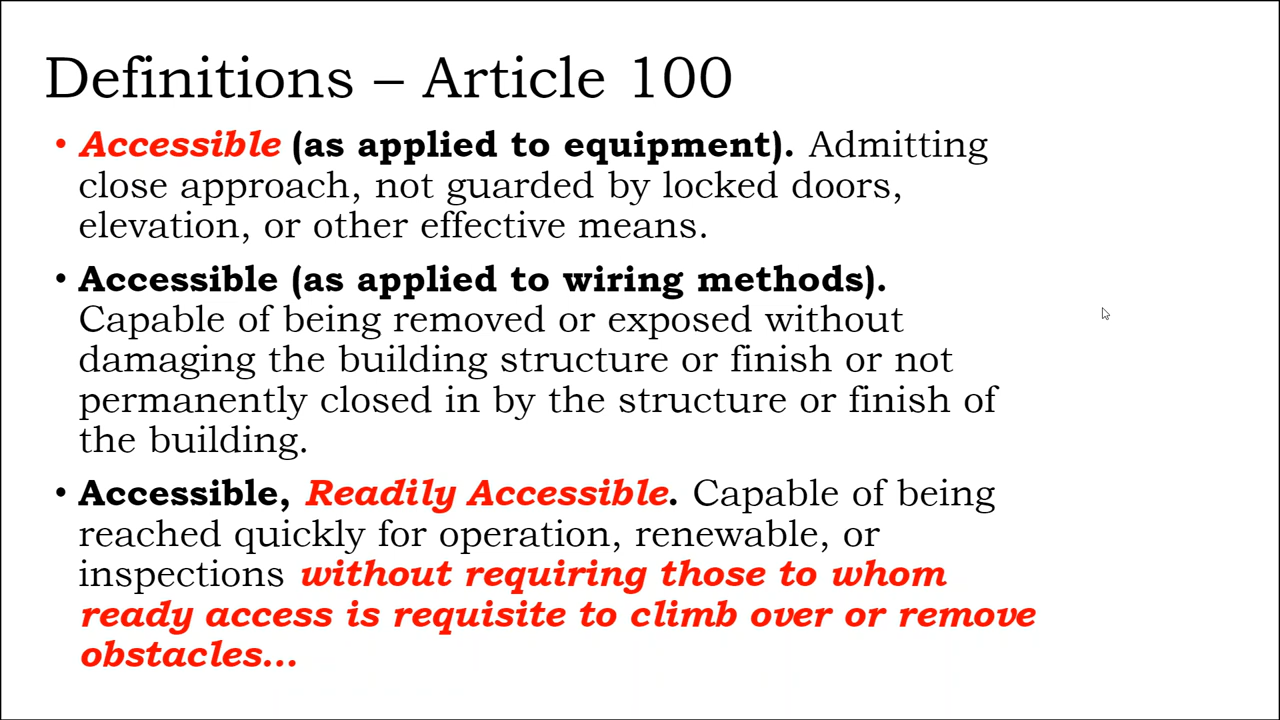 Definitions – Article 100
• Accessible (as applied to equipment). Admitting
close approach, not guarded by locked doors,
elevation, or other effective means.
• Accessible (as applied to wiring methods).
Capable of being removed or exposed without
damaging the building structure or finish or not
permanently closed in by the structure or finish of
the building.
• Accessible, Readily Accessible. Capable of being
reached quickly for operation, renewable, or
inspections without requiring those to whom
ready access is requisite to climb over or remove
obstacles...